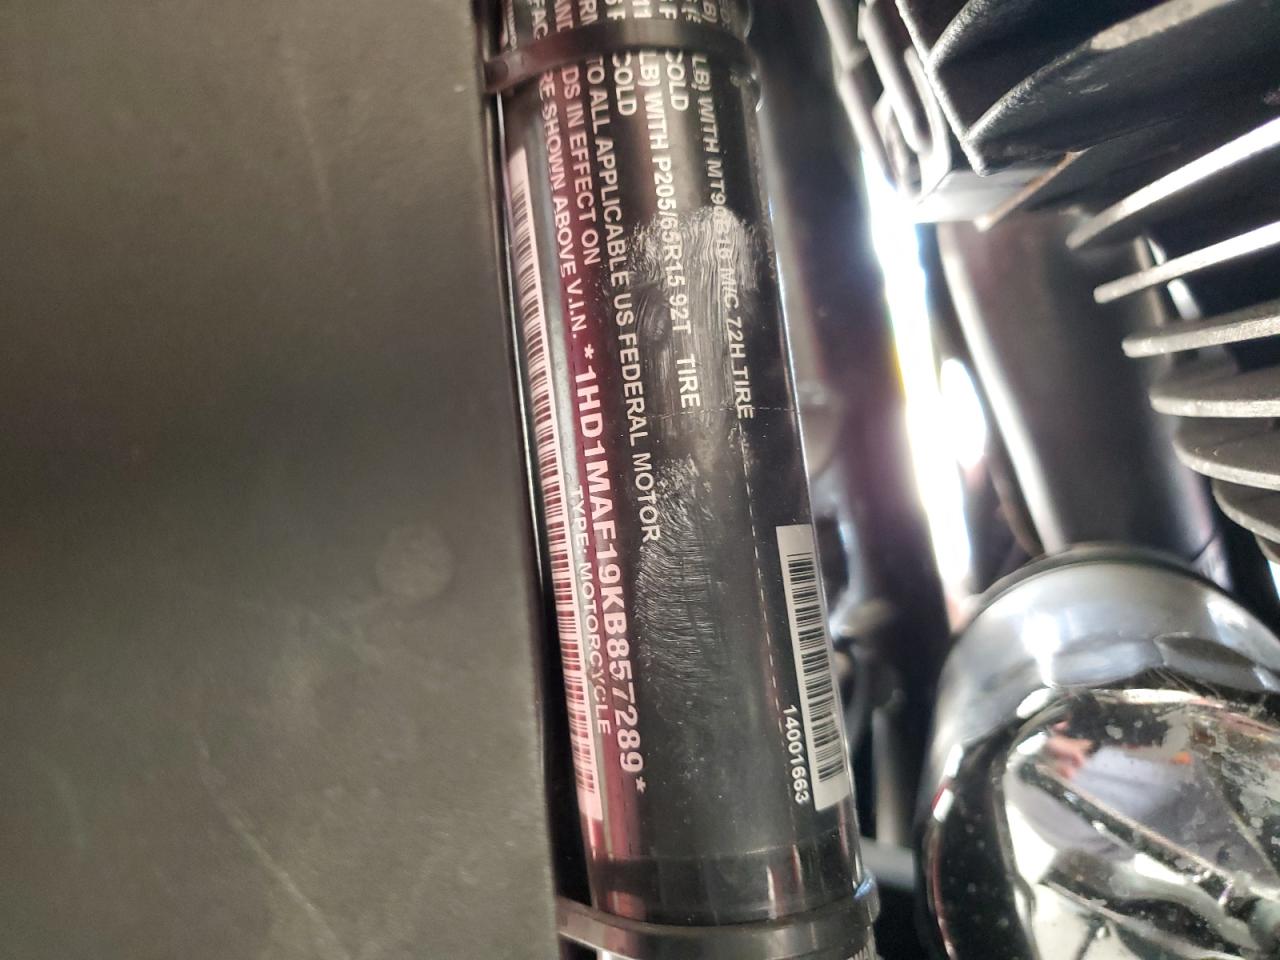 LB) WITH MT90B16 M/C 72H TIRE
COLD
LB) WITH P205/65R15 92T TIRE
COLD
TO ALL APPLICABLE US FEDERAL MOTOR
DS IN EFFECT ON
RE SHOWN ABOVE V.I.N. *1HD1MAF19KB857289*
TYPE: MOTORCYCLE
14001663